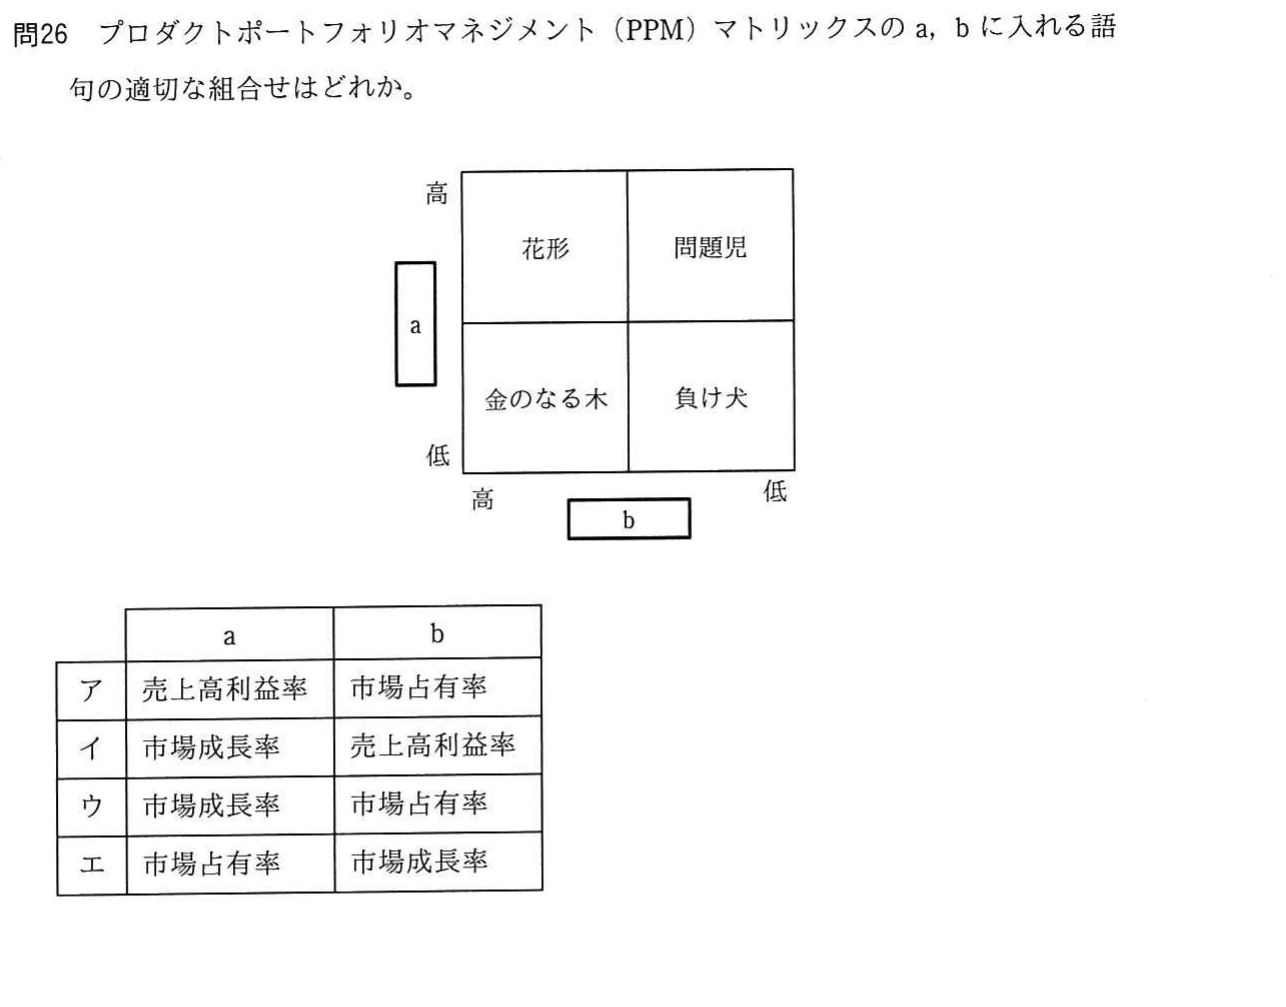 問26 プロダクトポートフォリオマネジメント（PPM）マトリックスの a，b に入れる語
句の適切な組合せはどれか。
高
花形
問題児
a
金のなる木
負け犬
低
高
低
b
a b
ア 売上高利益率 市場占有率
イ 市場成長率 売上高利益率
ウ 市場成長率 市場占有率
エ 市場占有率 市場成長率